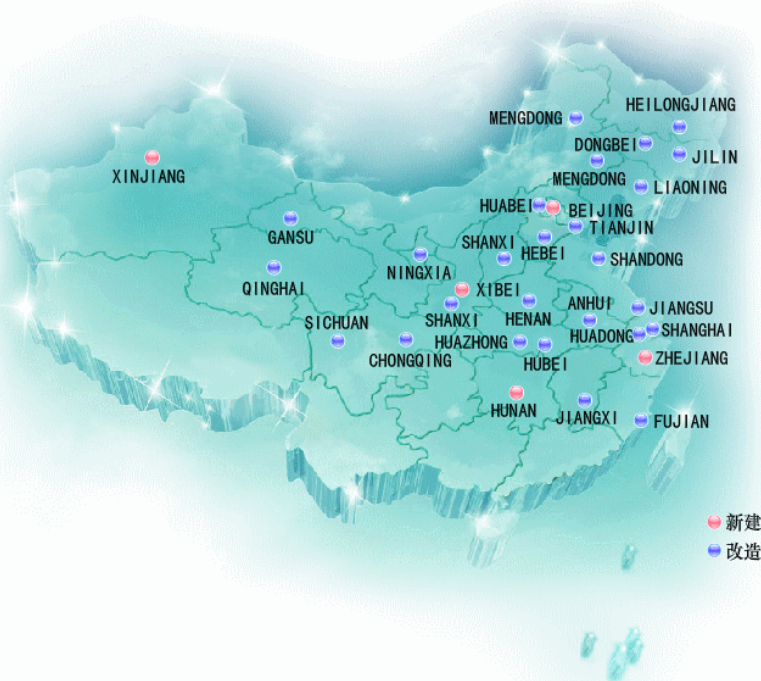 HEILONGJIANG
MENGDONG
DONGBEI
JILIN
XINJIANG
MENGDONG
LIAONING
HUABEI
BEIJING
TIANJIN
GANSU
SHANXI
HEBEI
SHANDONG
NINGXIA
QINGHAI
XIBEI
ANHUI
JIANGSU
SHANXI
HENAN
SICHUAN
HUADONG
SHANGHAI
HUAZHONG
CHONGQING
HUBEI
ZHEJIANG
HUNAN
JIANGXI
FUJIAN
新建
改造